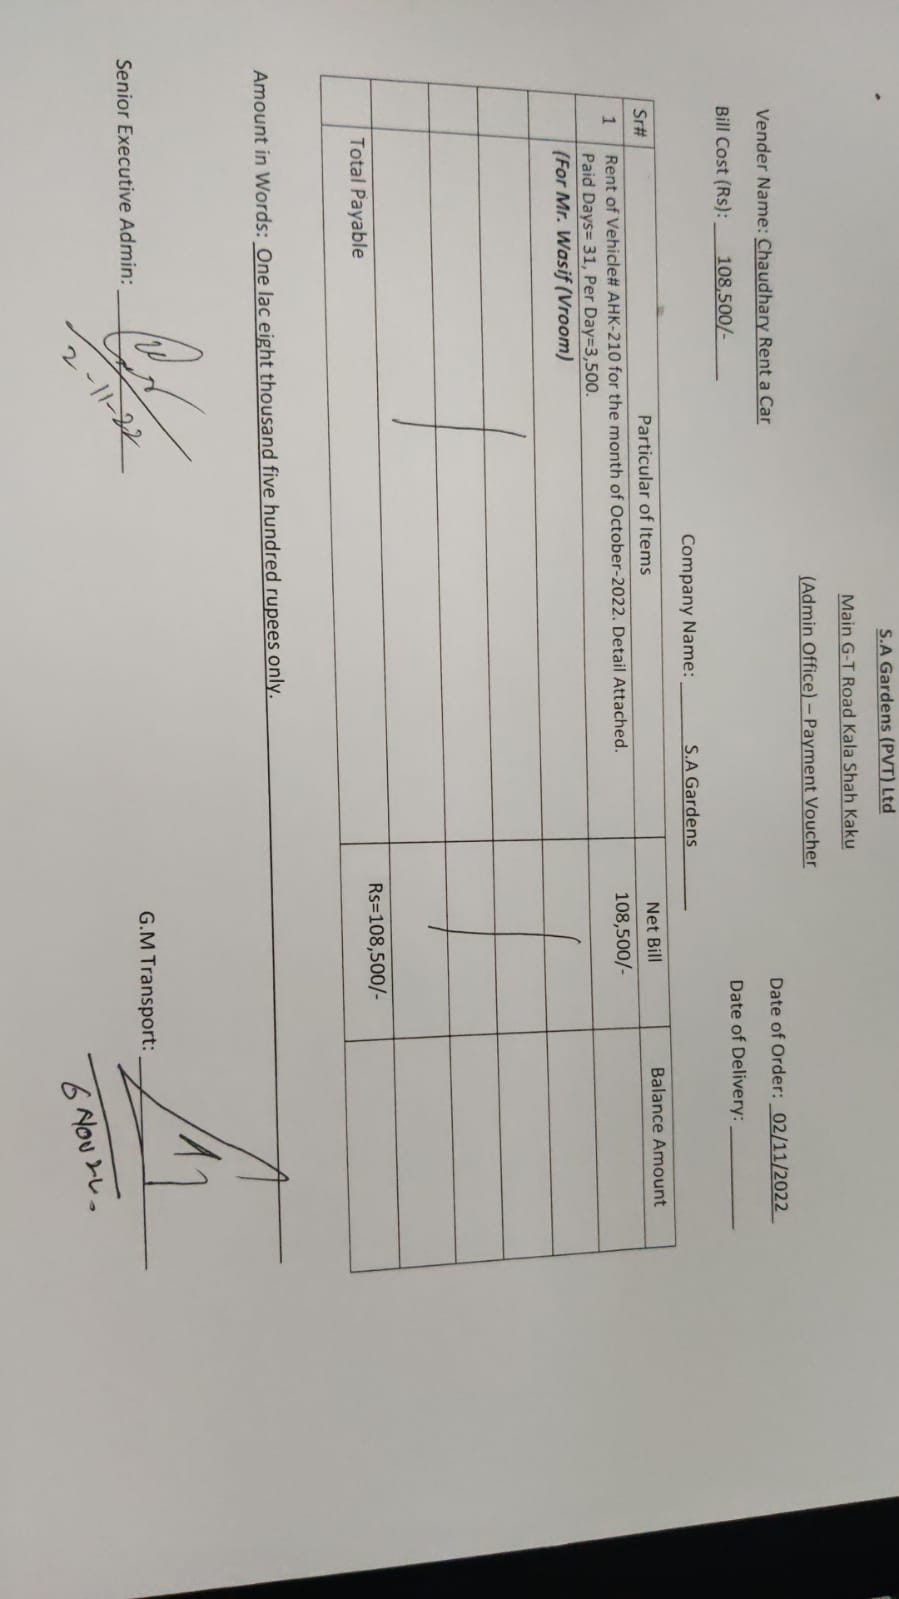 S.A Gardens (PVT) Ltd
Main G-T Road Kala Shah Kaku
(Admin Office) – Payment Voucher
Vender Name: Chaudhary Rent a Car
Date of Order: 02/11/2022
Bill Cost (Rs): 108,500/-
Date of Delivery:
Company Name: S.A Gardens
Sr# Particular of Items Net Bill Balance Amount
1 Rent of Vehicle# AHK-210 for the month of October-2022. Detail Attached. 108,500/-
Paid Days= 31, Per Day=3,500.
(For Mr. Wasif (Vroom)
Total Payable Rs=108,500/-
Amount in Words: One lac eight thousand five hundred rupees only.
Senior Executive Admin:
2-11-22
G.M Transport:
6 Nov 22.